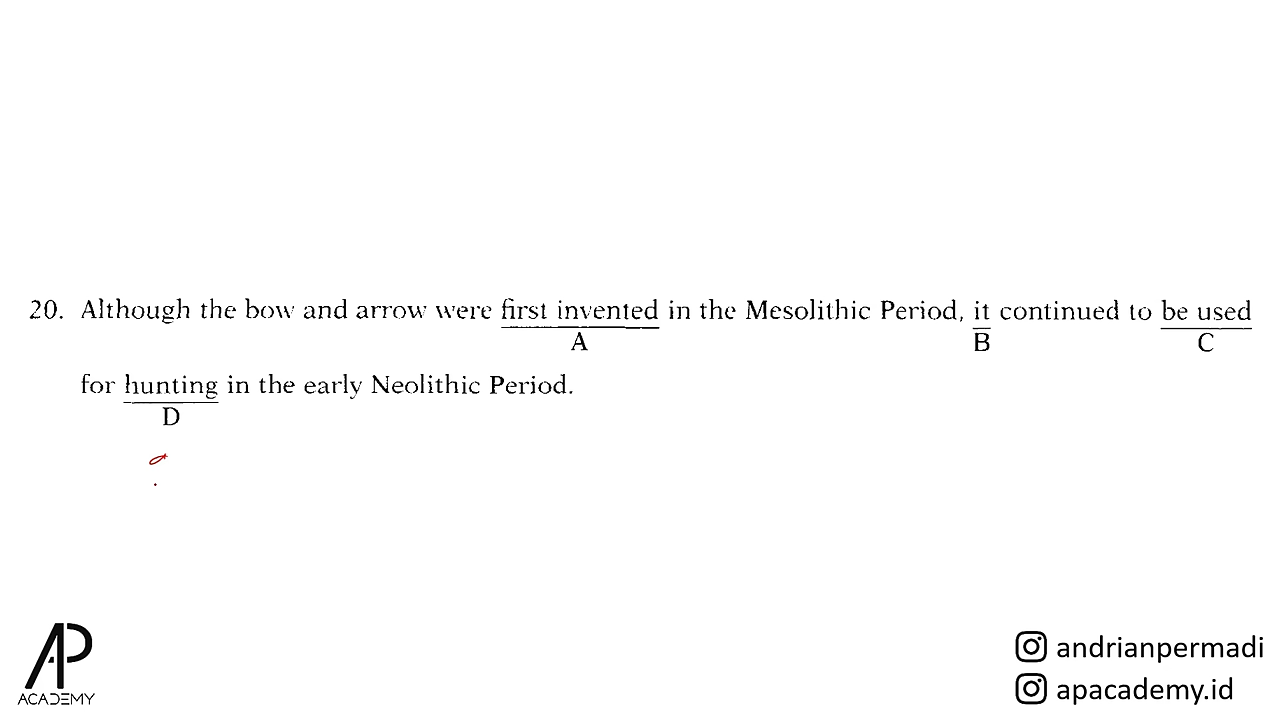 20. Although the bow and arrow were first invented in the Mesolithic Period, it continued to be used
A B C
for hunting in the early Neolithic Period.
D
AP
ACADEMY
andrianpermadi
apacademy.id